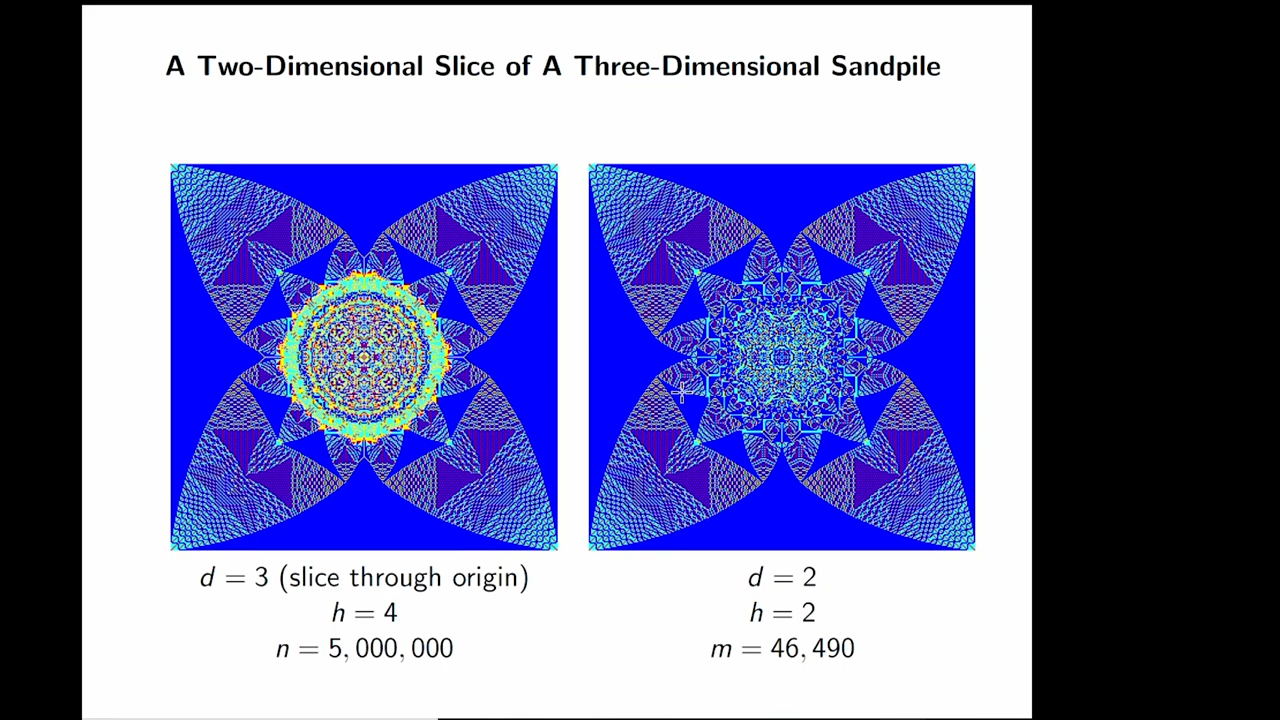 A Two-Dimensional Slice of A Three-Dimensional Sandpile
d = 3 (slice through origin)
h = 4
n = 5, 000, 000
d = 2
h = 2
m = 46, 490